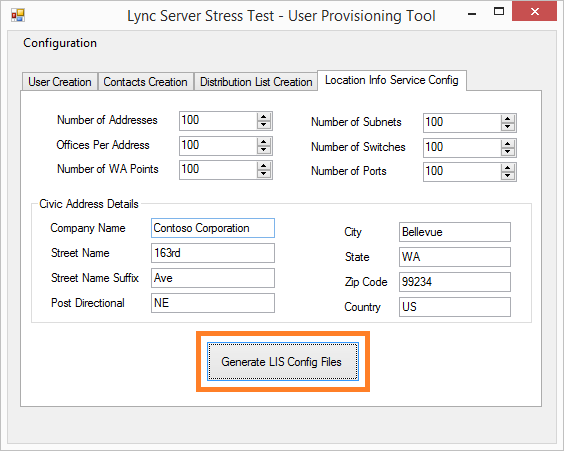 Lync Server Stress Test - User Provisioning Tool
Configuration
User Creation Contacts Creation Distribution List Creation Location Info Service Config
Number of Addresses 100 Number of Subnets 100
Offices Per Address 100 Number of Switches 100
Number of WA Points 100 Number of Ports 100
Civic Address Details
Company Name Contoso Corporation City Bellevue
Street Name 163rd State WA
Street Name Suffix Ave Zip Code 99234
Post Directional NE Country US
Generate LIS Config Files